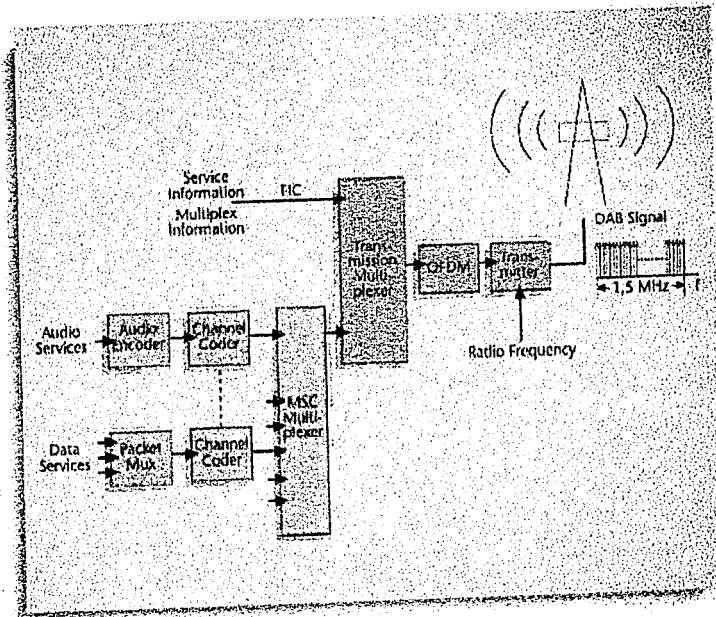 Service
Information
Multiplex
Information
FIC
Trans-
mission
Multi-
plexer
OFDM
Trans-
mitter
DAB Signal
1,5 MHz
f
Radio Frequency
Audio
Services
Audio
Encoder
Channel
Coder
MSC
Multi-
plexer
Data
Services
Packet
Mux
Channel
Coder